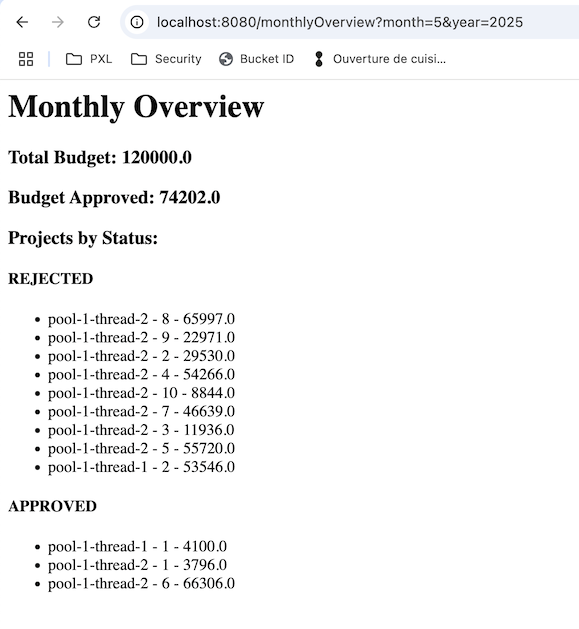 localhost:8080/monthlyOverview?month=5&year=2025
PXL Security Bucket ID Ouverture de cuisi...
Monthly Overview
Total Budget: 120000.0
Budget Approved: 74202.0
Projects by Status:
REJECTED
• pool-1-thread-2 - 8 - 65997.0
• pool-1-thread-2 - 9 - 22971.0
• pool-1-thread-2 - 2 - 29530.0
• pool-1-thread-2 - 4 - 54266.0
• pool-1-thread-2 - 10 - 8844.0
• pool-1-thread-2 - 7 - 46639.0
• pool-1-thread-2 - 3 - 11936.0
• pool-1-thread-2 - 5 - 55720.0
• pool-1-thread-1 - 2 - 53546.0
APPROVED
• pool-1-thread-1 - 1 - 4100.0
• pool-1-thread-2 - 1 - 3796.0
• pool-1-thread-2 - 6 - 66306.0